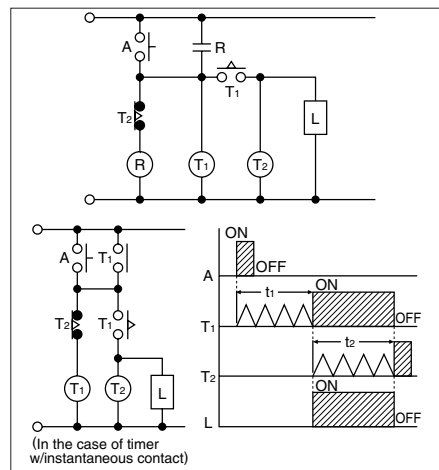 A
R
T1
T2
L
R
T1
T2
A
T1
T2
T1
T1
T2
L
(In the case of timer
w/instantaneous contact)
ON
A
OFF
t1
ON
T1
OFF
t2
T2
ON
L
OFF